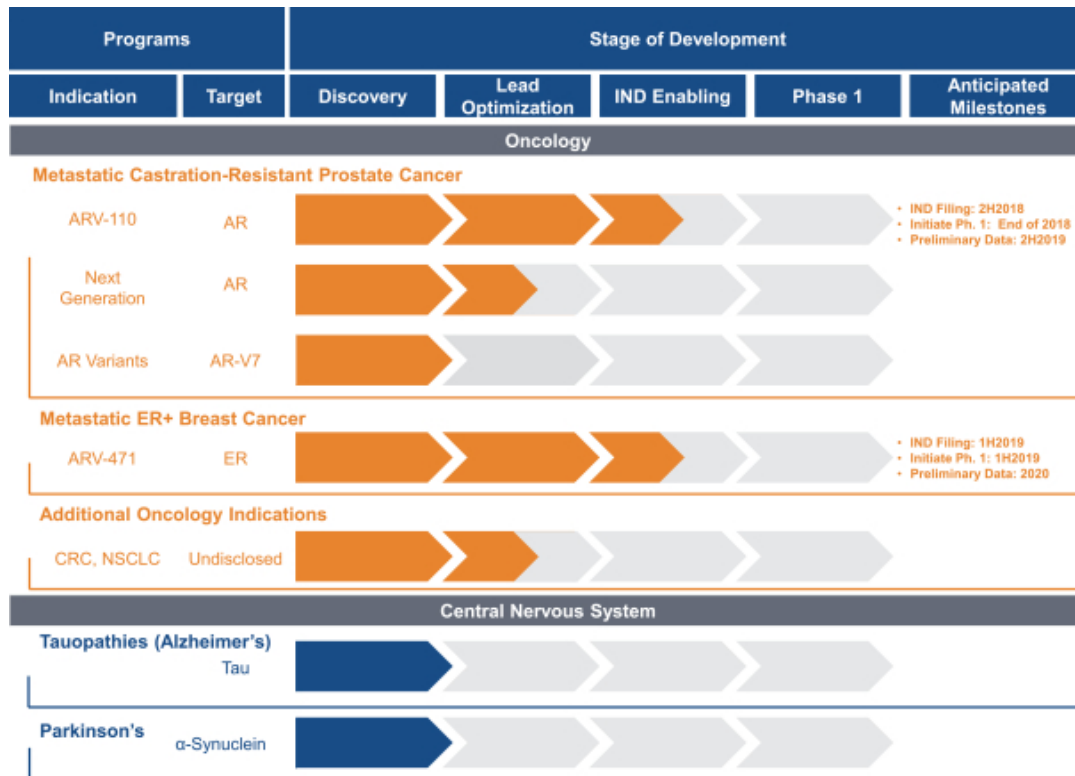 Programs
Stage of Development
Indication
Target
Discovery
Lead
Optimization
IND Enabling
Phase 1
Anticipated
Milestones
Oncology
Metastatic Castration-Resistant Prostate Cancer
ARV-110
AR
• IND Filing: 2H2018
• Initiate Ph. 1: End of 2018
• Preliminary Data: 2H2019
Next
Generation
AR
AR Variants
AR-V7
Metastatic ER+ Breast Cancer
ARV-471
ER
• IND Filing: 1H2019
• Initiate Ph. 1: 1H2019
• Preliminary Data: 2020
Additional Oncology Indications
CRC, NSCLC
Undisclosed
Central Nervous System
Tauopathies (Alzheimer's)
Tau
Parkinson's
α-Synuclein